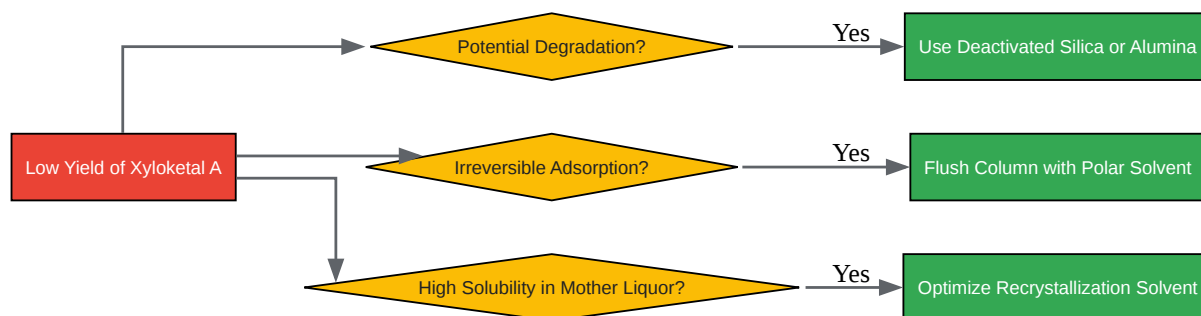 Potential Degradation?
Yes
Use Deactivated Silica or Alumina
Low Yield of Xyloketal A
Irreversible Adsorption?
Yes
Flush Column with Polar Solvent
High Solubility in Mother Liquor?
Yes
Optimize Recrystallization Solvent